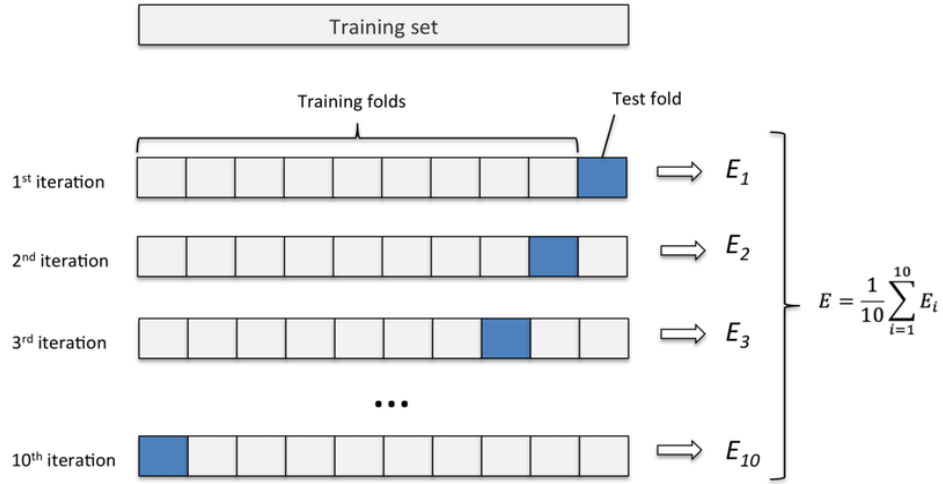 Training set
Training folds
Test fold
1st iteration
E1
2nd iteration
E2
3rd iteration
E3
E = 1/10 ∑ i=1 10 Ei
...
10th iteration
E10